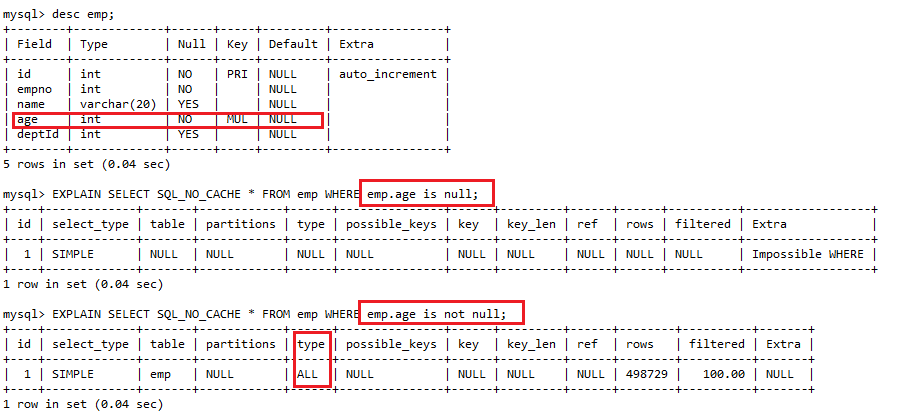 mysql> desc emp;
+--------+-------------+------+-----+---------+----------------+
| Field  | Type        | Null | Key | Default | Extra          |
+--------+-------------+------+-----+---------+----------------+
| id     | int         | NO   | PRI | NULL    | auto_increment |
| empno  | int         | NO   |     | NULL    |                |
| name   | varchar(20) | YES  |     | NULL    |                |
| age    | int         | NO   | MUL | NULL    |                |
| deptId | int         | YES  |     | NULL    |                |
+--------+-------------+------+-----+---------+----------------+
5 rows in set (0.04 sec)
mysql> EXPLAIN SELECT SQL_NO_CACHE * FROM emp WHERE emp.age is null;
+----+-------------+-------+------------+------+---------------+------+---------+------+------+----------+------------------+
| id | select_type | table | partitions | type | possible_keys | key  | key_len | ref  | rows | filtered | Extra            |
+----+-------------+-------+------------+------+---------------+------+---------+------+------+----------+------------------+
|  1 | SIMPLE      | NULL  | NULL       | NULL | NULL          | NULL | NULL    | NULL | NULL | NULL     | Impossible WHERE |
+----+-------------+-------+------------+------+---------------+------+---------+------+------+----------+------------------+
1 row in set (0.04 sec)
mysql> EXPLAIN SELECT SQL_NO_CACHE * FROM emp WHERE emp.age is not null;
+----+-------------+-------+------------+------+---------------+------+---------+------+--------+----------+-------+
| id | select_type | table | partitions | type | possible_keys | key  | key_len | ref  | rows   | filtered | Extra |
+----+-------------+-------+------------+------+---------------+------+---------+------+--------+----------+-------+
|  1 | SIMPLE      | emp   | NULL       | ALL  | NULL          | NULL | NULL    | NULL | 498729 |   100.00 | NULL  |
+----+-------------+-------+------------+------+---------------+------+---------+------+--------+----------+-------+
1 row in set (0.04 sec)